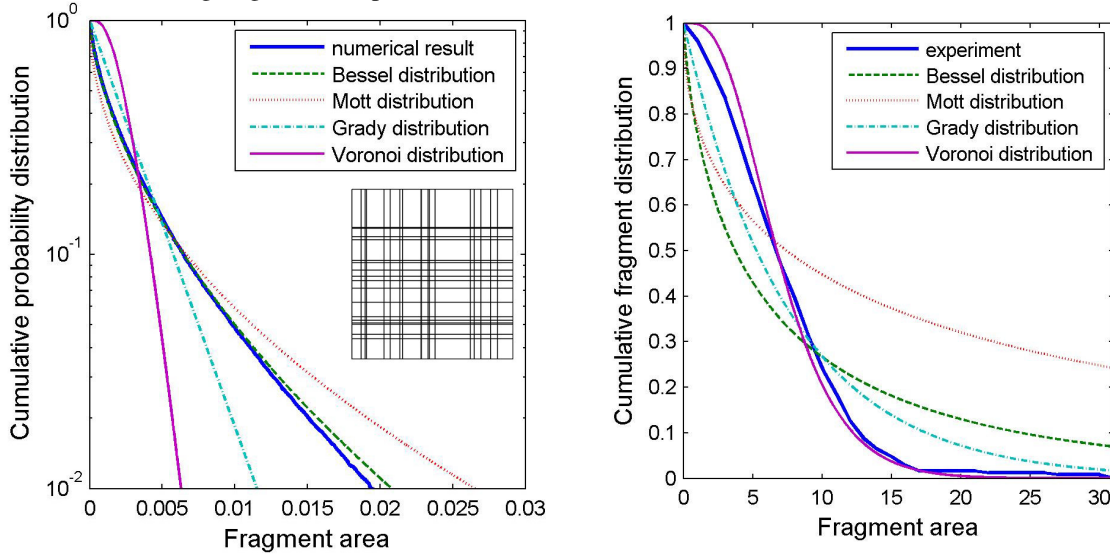 10^0
10^-1
10^-2
Cumulative probability distribution
numerical result
Bessel distribution
Mott distribution
Grady distribution
Voronoi distribution
0 0.005 0.01 0.015 0.02 0.025 0.03
Fragment area
1
0.9
0.8
0.7
0.6
0.5
0.4
0.3
0.2
0.1
0
Cumulative fragment distribution
experiment
Bessel distribution
Mott distribution
Grady distribution
Voronoi distribution
0 5 10 15 20 25 30
Fragment area